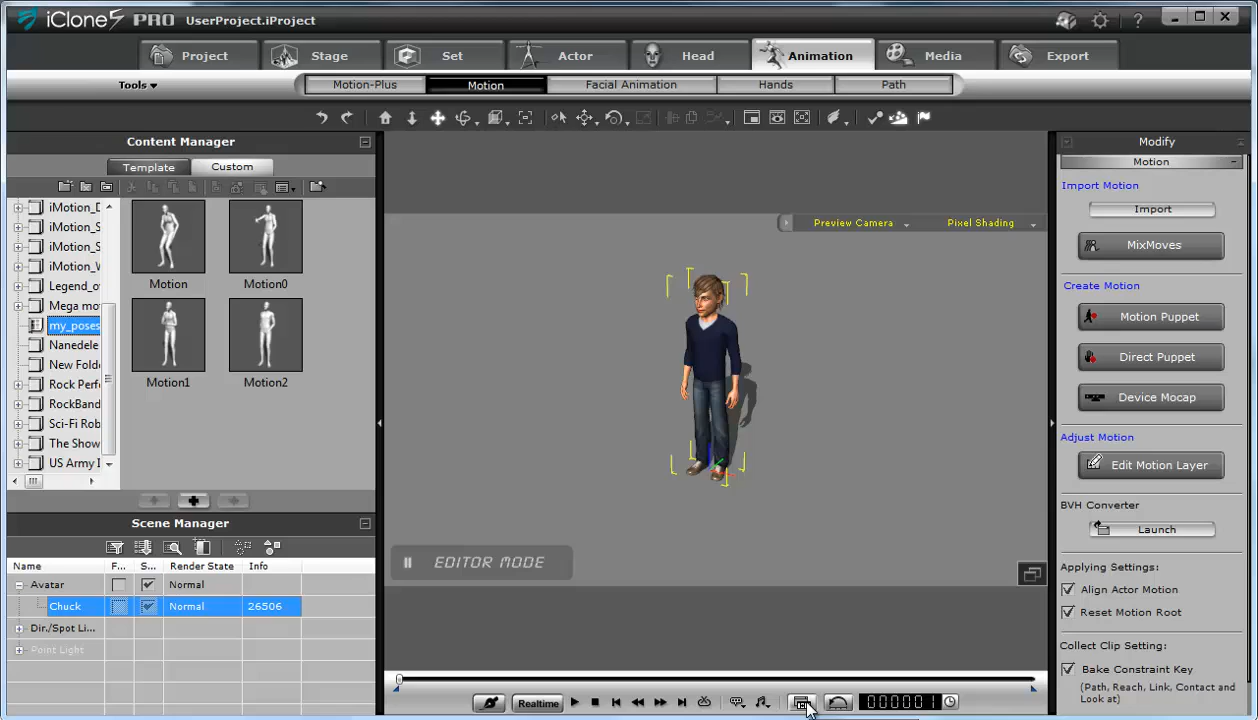 iClone5 PRO UserProject.iProject
Project Stage Set Actor Head Animation Media Export
Tools Motion-Plus Motion Facial Animation Hands Path
Content Manager
Template Custom
iMotion_D
iMotion_S
iMotion_S
iMotion_W
Legend_o
Mega mo
my_poses
Nanedele
New Fold
Rock Perf
RockBand
Sci-Fi Rob
The Show
US Army I
Motion Motion0
Motion1 Motion2
Scene Manager
Name F... S... Render State Info
Avatar Normal
Chuck Normal 26506
Dir./Spot Li...
Point Light
Preview Camera Pixel Shading
EDITOR MODE
Realtime
000001
Modify
Motion
Import Motion
Import
MixMoves
Create Motion
Motion Puppet
Direct Puppet
Device Mocap
Adjust Motion
Edit Motion Layer
BVH Converter
Launch
Applying Settings:
Align Actor Motion
Reset Motion Root
Collect Clip Setting:
Bake Constraint Key
(Path, Reach, Link, Contact and
Look at)